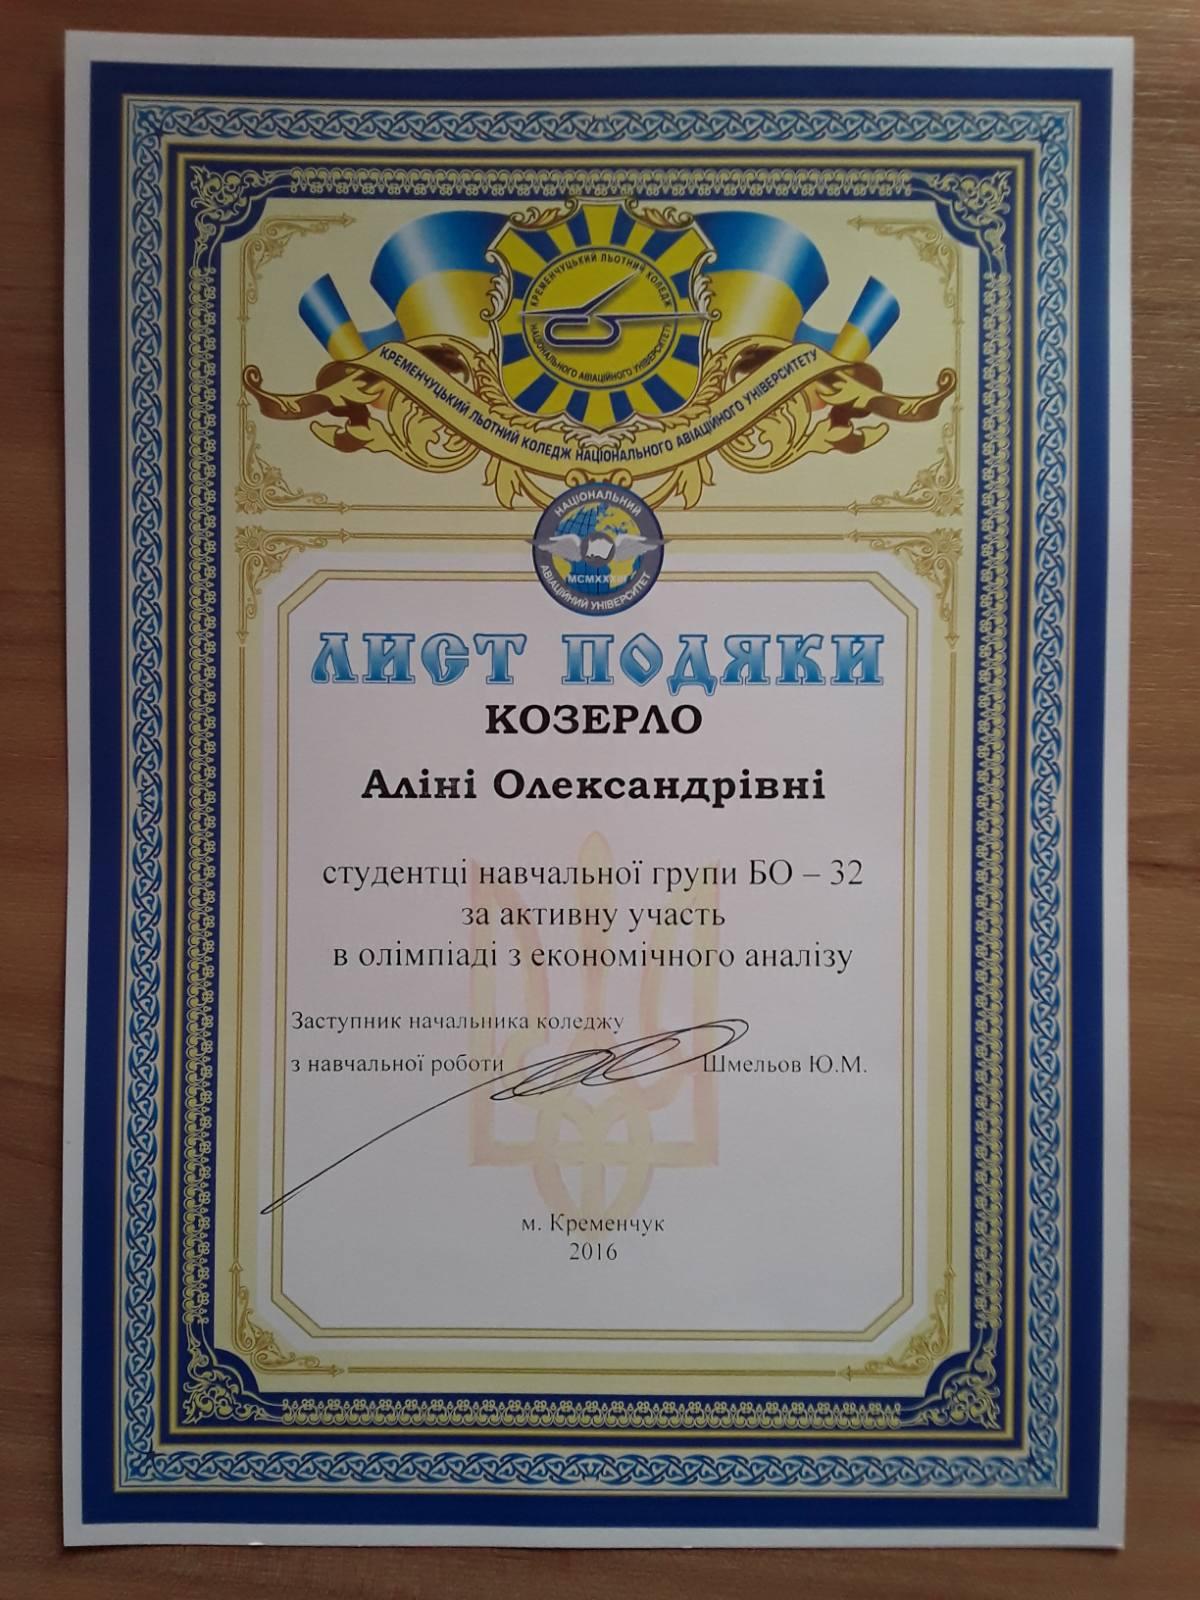 КРЕМЕНЧУЦЬКИЙ ЛЬОТНИЙ КОЛЕДЖ
НАЦІОНАЛЬНОГО АВІАЦІЙНОГО УНІВЕРСИТЕТУ
КРЕМЕНЧУЦЬКИЙ ЛЬОТНИЙ КОЛЕДЖ НАЦІОНАЛЬНОГО АВІАЦІЙНОГО УНІВЕРСИТЕТУ
НАЦІОНАЛЬНИЙ
АВІАЦІЙНИЙ УНІВЕРСИТЕТ
ЛИСТ ПОДЯКИ
КОЗЕРЛО
Аліні Олександрівні
студентці навчальної групи БО – 32
за активну участь
в олімпіаді з економічного аналізу
Заступник начальника коледжу
з навчальної роботи Шмельов Ю.М.
м. Кременчук
2016